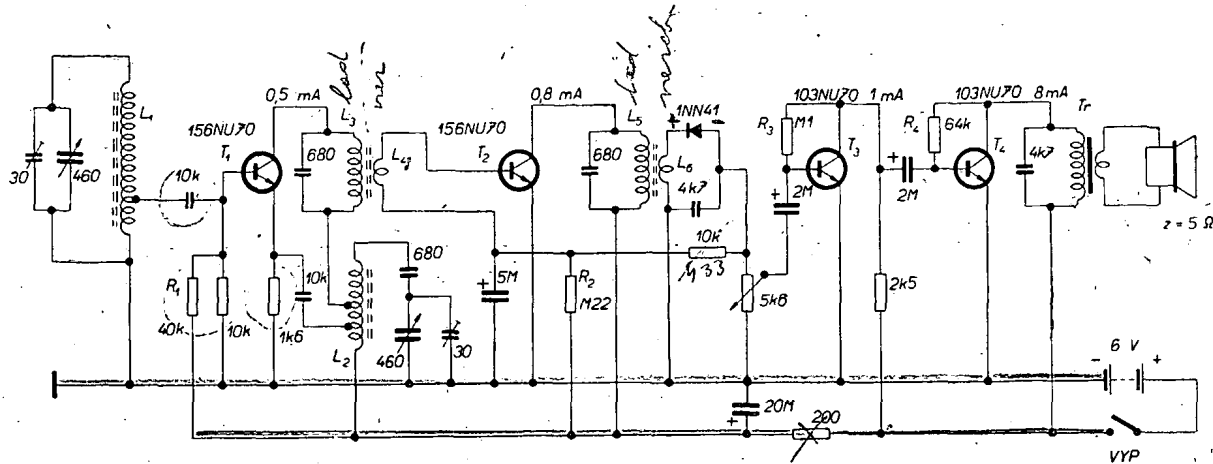 L1
30
460
10k
R1
40k
10k
156NU70
T1
0,5 mA
1k6
10k
680
L3
L4
L2
680
460
30
5M
156NU70
T2
0,8 mA
R2
M22
680
L5
L6
1NN41
4k7
10k
M33
5k6
20M
200
R3
M1
2M
103NU70
T3
1 mA
2k5
2M
R4
64k
103NU70
T4
8 mA
4k7
Tr
z = 5 Ω
- 6 V +
VYP